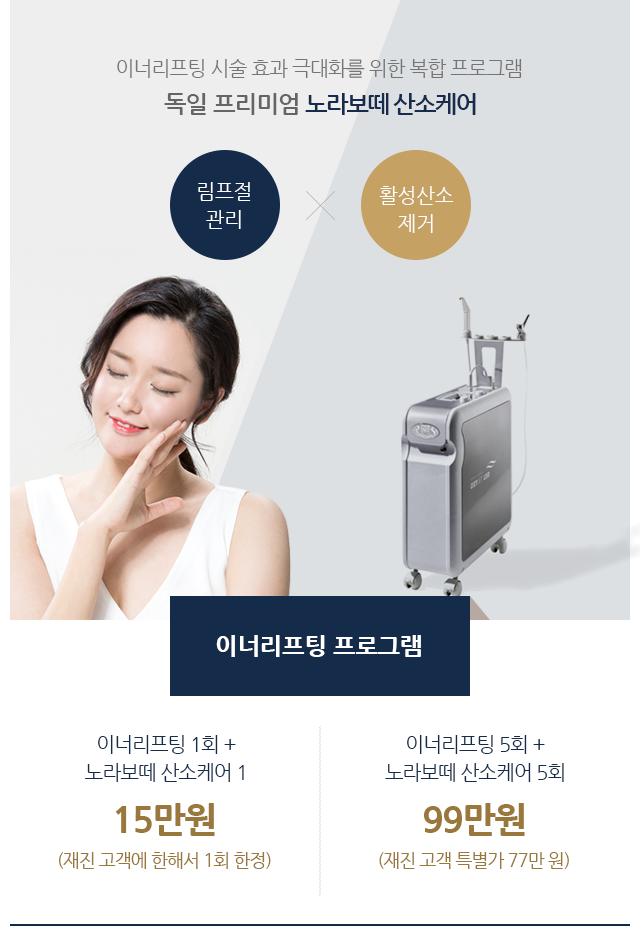 이너리프팅 시술 효과 극대화를 위한 복합 프로그램
독일 프리미엄 노라보떼 산소케어
림프절
관리
활성산소
제거
이너리프팅 프로그램
이너리프팅 1회 +
노라보떼 산소케어 1
15만원
(재진 고객에 한해서 1회 한정)
이너리프팅 5회 +
노라보떼 산소케어 5회
99만원
(재진 고객 특별가 77만 원)